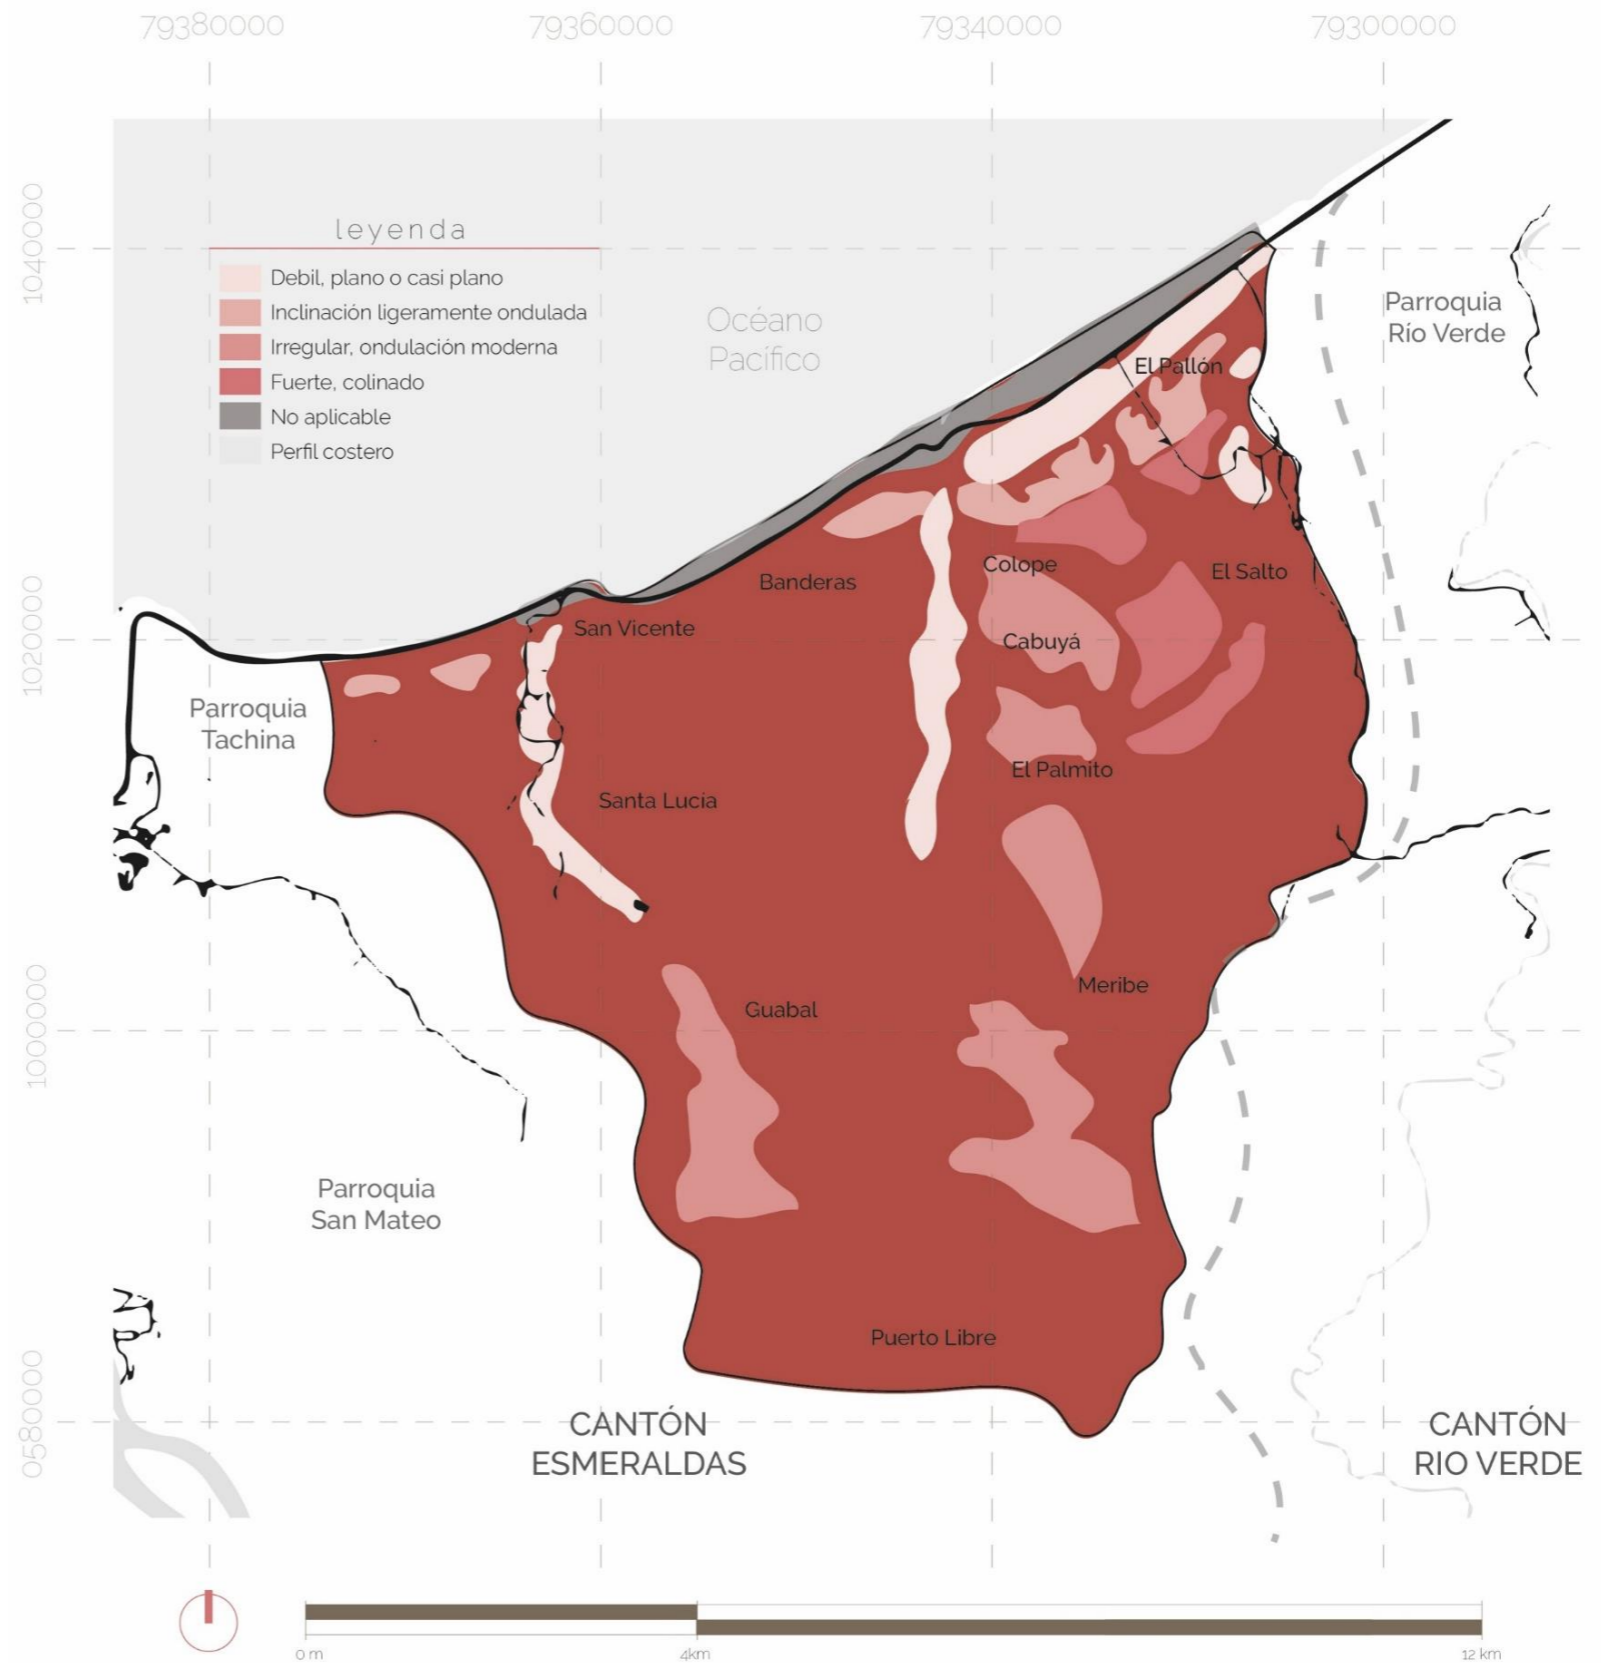 79380000
79360000
79340000
79300000
1040000
1020000
1000000
0580000
leyenda
Debil, plano o casi plano
Inclinación ligeramente ondulada
Irregular, ondulación moderna
Fuerte, colinado
No aplicable
Perfil costero
Océano
Pacífico
Parroquia
Río Verde
El Pallón
Colope
El Salto
Banderas
San Vicente
Cabuyá
Parroquia
Tachina
El Palmito
Santa Lucia
Meribe
Guabal
Parroquia
San Mateo
Puerto Libre
CANTÓN
ESMERALDAS
CANTÓN
RIO VERDE
0 m
4km
12 km